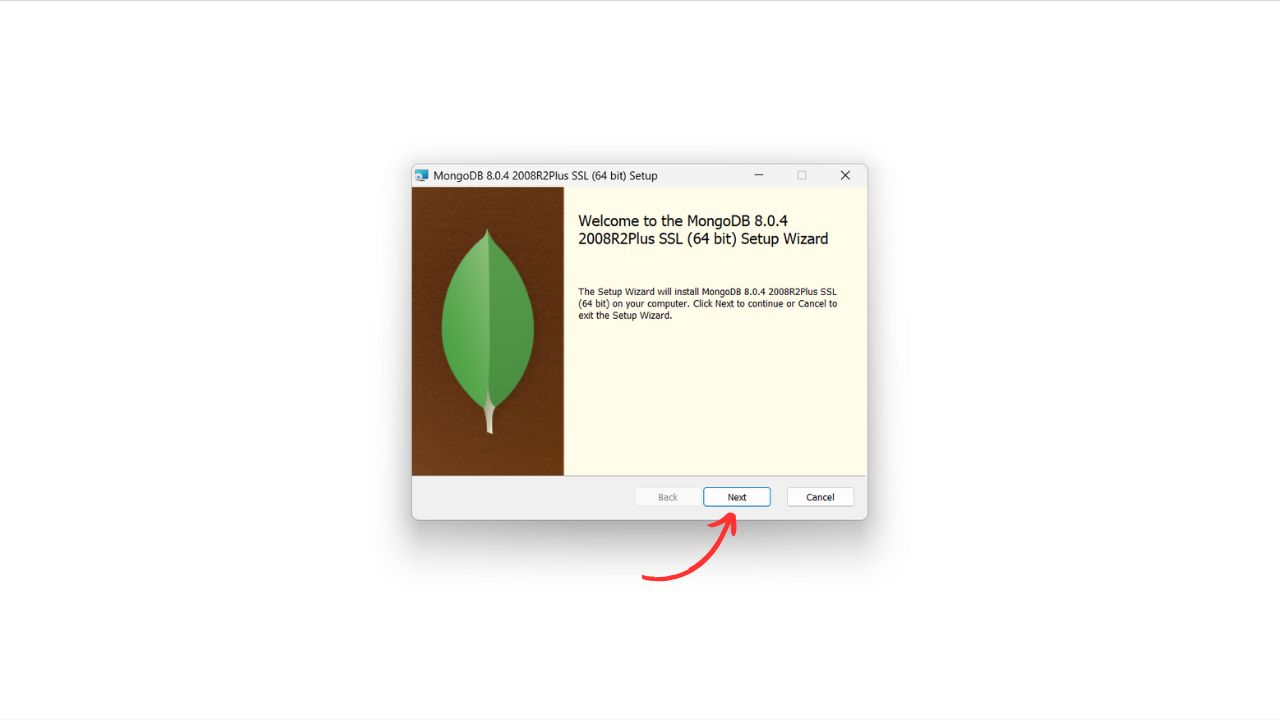 MongoDB 8.0.4 2008R2Plus SSL (64 bit) Setup
Welcome to the MongoDB 8.0.4
2008R2Plus SSL (64 bit) Setup Wizard
The Setup Wizard will install MongoDB 8.0.4 2008R2Plus SSL
(64 bit) on your computer. Click Next to continue or Cancel to
exit the Setup Wizard.
Back Next Cancel